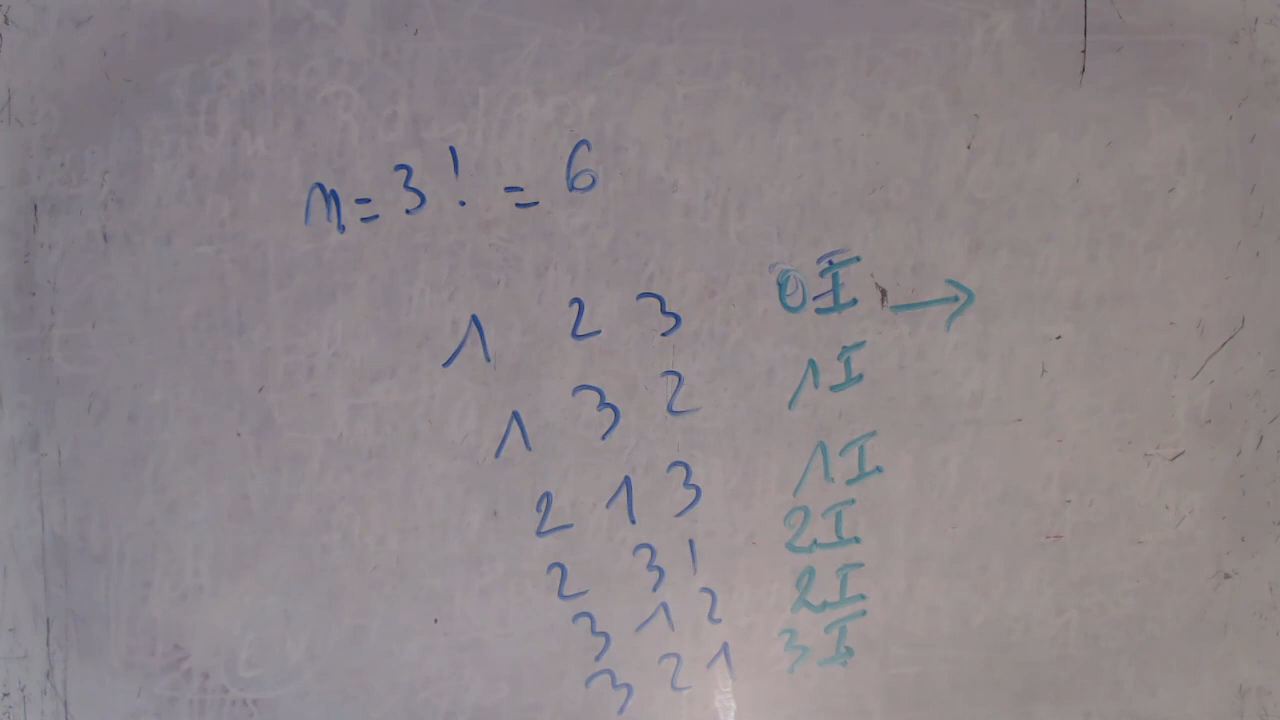 n = 3! = 6
1 2 3 0I →
1 3 2 1I
2 1 3 1I
2 3 1 2I
3 1 2 2I
3 2 1 3I